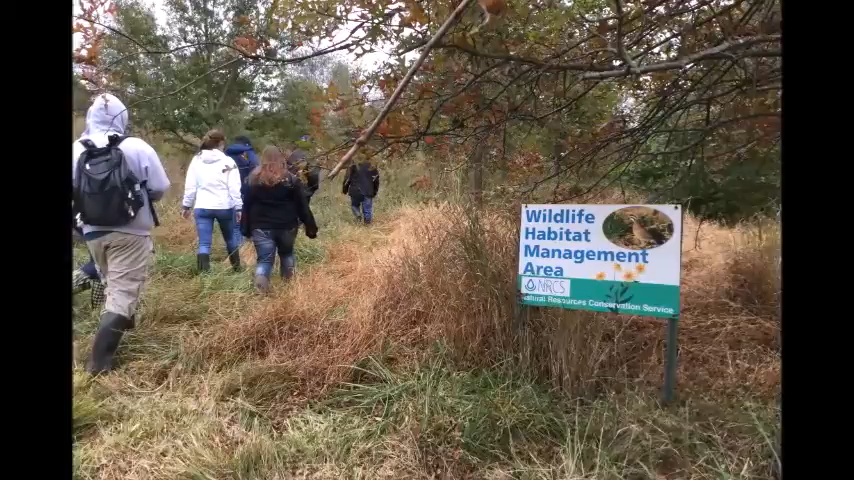 Wildlife
Habitat
Management
Area
NRCS
Natural Resources Conservation Service